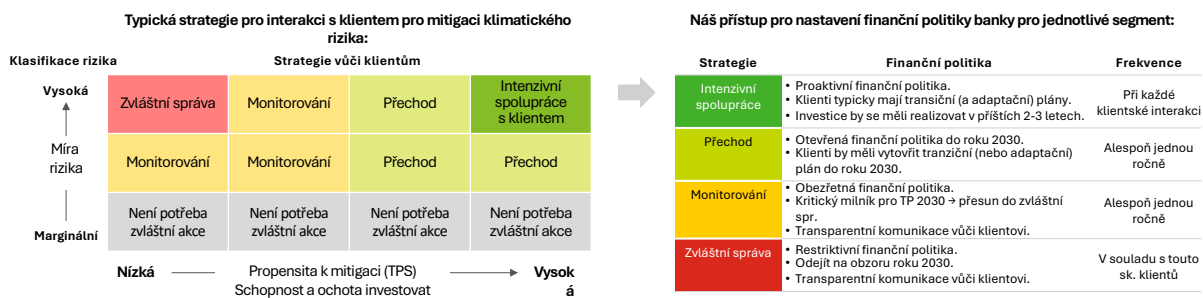 Typická strategie pro interakci s klientem pro mitigaci klimatického
rizika:
Klasifikace rizika
Strategie vůči klientům
Vysoká
Míra
rizika
Marginální
Zvláštní správa
Monitorování
Přechod
Intenzivní
spolupráce
s klientem
Monitorování
Monitorování
Přechod
Přechod
Není potřeba
zvláštní akce
Není potřeba
zvláštní akce
Není potřeba
zvláštní akce
Není potřeba
zvláštní akce
Nízká
Propensita k mitigaci (TPS)
Schopnost a ochota investovat
Vysok
á
Náš přístup pro nastavení finanční politiky banky pro jednotlivé segment:
Strategie
Finanční politika
Frekvence
Intenzivní
spolupráce
• Proaktivní finanční politika.
• Klienti typicky mají transiční (a adaptační) plány.
• Investice by se měli realizovat v příštích 2-3 letech.
Při každé
klientské interakci
Přechod
• Otevřená finanční politika do roku 2030.
• Klienti by měli vytovřit tranziční (nebo adaptační)
plán do roku 2030.
Alespoň jednou
ročně
Monitorování
• Obezřetná finanční politika.
• Kritický milník pro TP 2030 → přesun do zvláštní
spr.
• Transparentní komunikace vůči klientovi.
Alespoň jednou
ročně
Zvláštní správa
• Restriktivní finanční politika.
• Odejít na obzoru roku 2030.
• Transparentní komunikace vůči klientovi.
V souladu s touto
sk. klientů